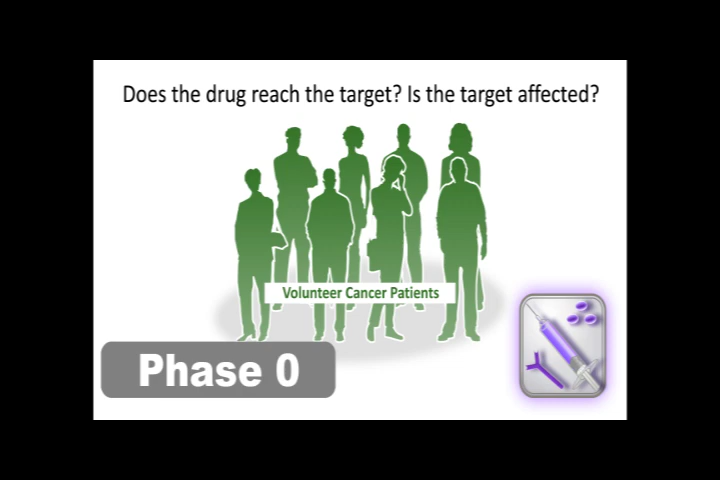 Does the drug reach the target? Is the target affected?
Volunteer Cancer Patients
Phase 0